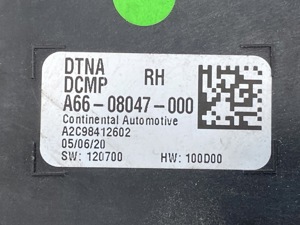 DTNA RH
DCMP
A66-08047-000
Continental Automotive
A2C98412602
05/06/20
SW: 120700 HW: 100D00